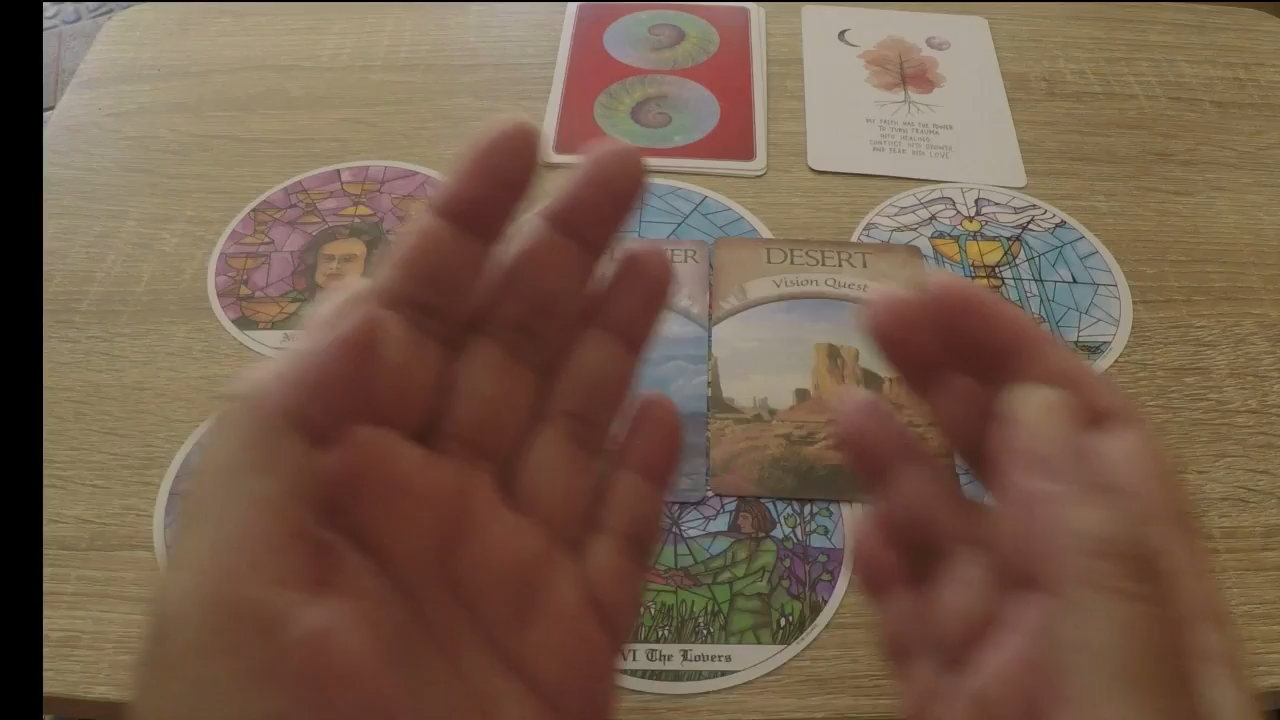 MY FAITH HAS THE POWER
TO TURN TRAUMA
INTO HEALING,
CONFLICT INTO GROWTH,
AND FEAR INTO LOVE
DESERT
Vision Quest
VI The Lovers